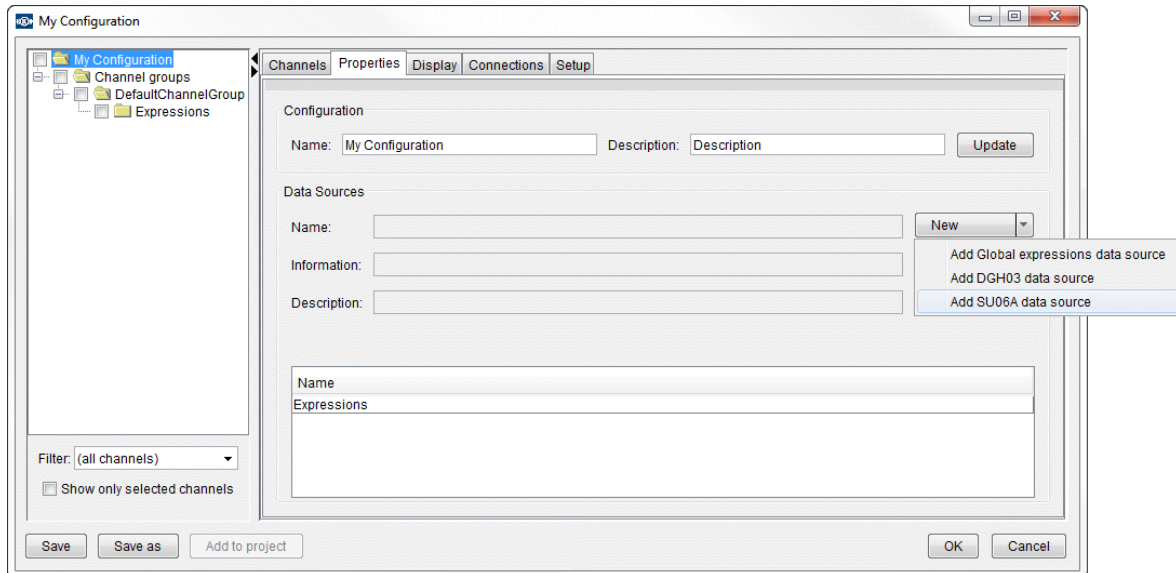 My Configuration
My Configuration
Channel groups
DefaultChannelGroup
Expressions
Filter: (all channels)
Show only selected channels
Channels Properties Display Connections Setup
Configuration
Name: My Configuration Description: Description Update
Data Sources
Name: New
Information:
Description:
Add Global expressions data source
Add DGH03 data source
Add SU06A data source
Name
Expressions
Save Save as Add to project OK Cancel